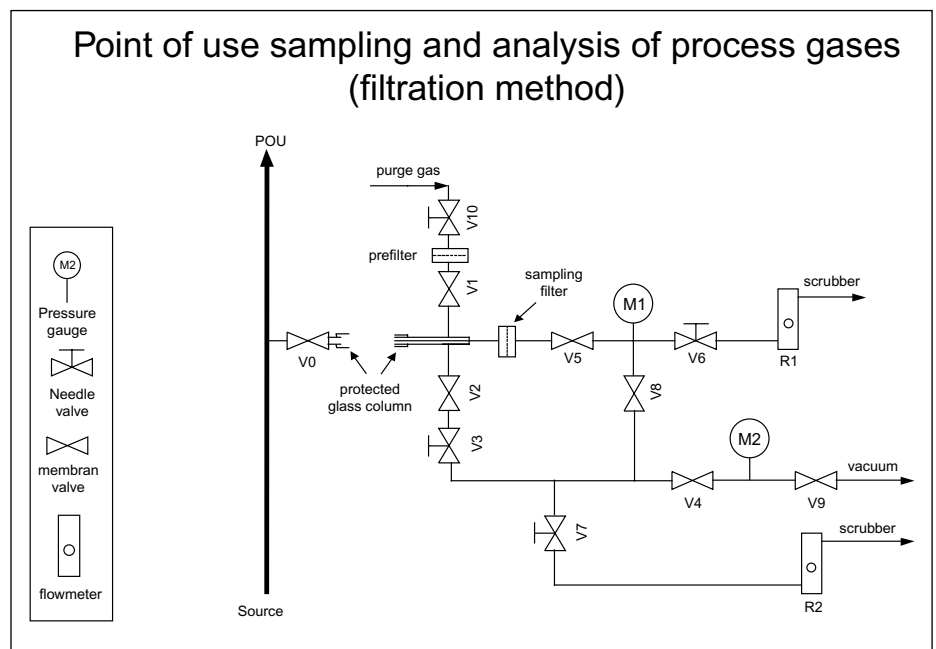 Point of use sampling and analysis of process gases
(filtration method)
POU
purge gas
V10
prefilter
V1
sampling
filter
scrubber
M1
V0
V5
V6
R1
protected
glass column
V2
V8
V3
M2
vacuum
V4
V9
V7
scrubber
R2
Source
M2
Pressure
gauge
Needle
valve
membran
valve
flowmeter